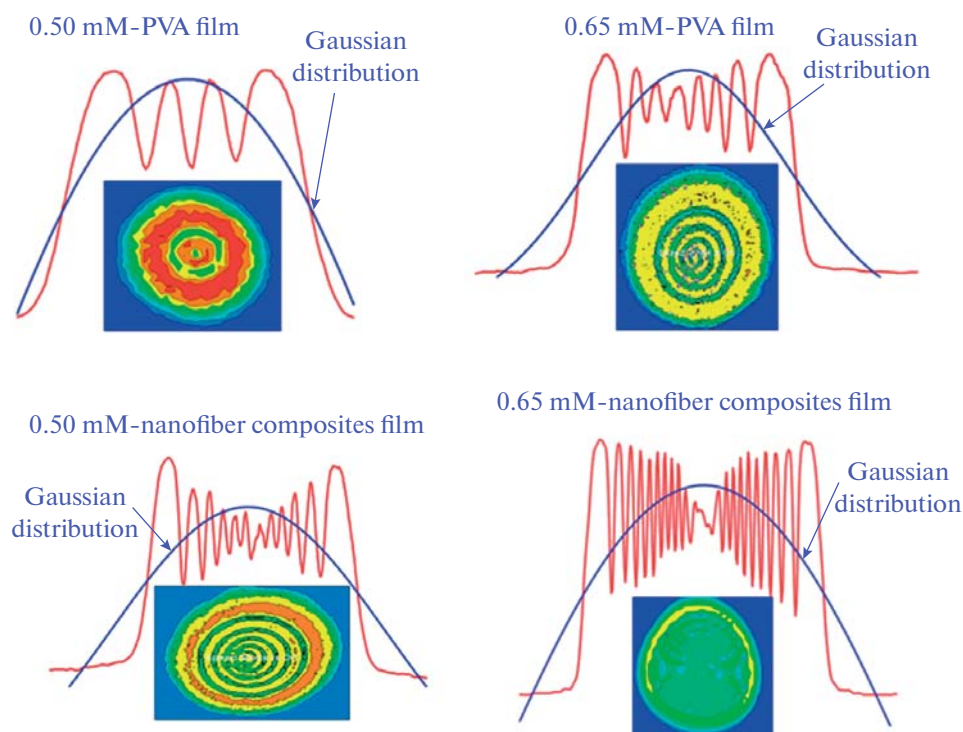 0.50 mM-PVA film
Gaussian
distribution
0.65 mM-PVA film
Gaussian
distribution
0.50 mM-nanofiber composites film
Gaussian
distribution
0.65 mM-nanofiber composites film
Gaussian
distribution